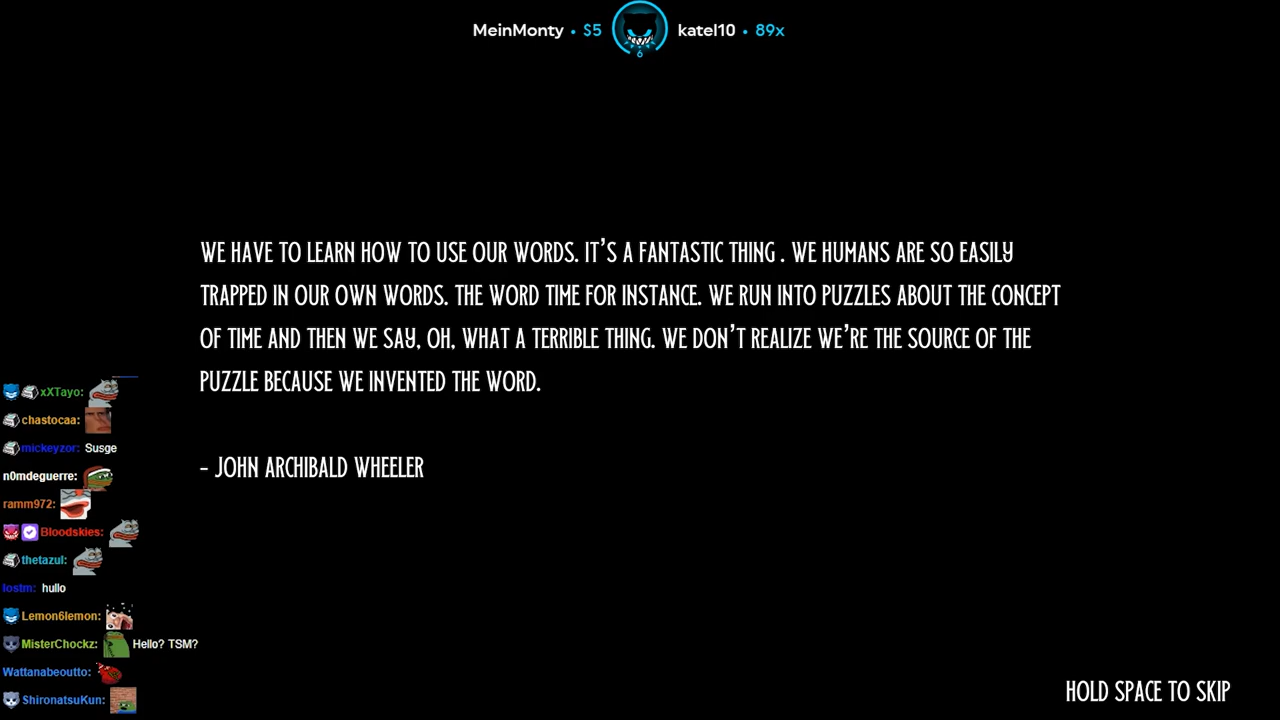 MeinMonty • $5 6 katel10 • 89x
WE HAVE TO LEARN HOW TO USE OUR WORDS. IT'S A FANTASTIC THING . WE HUMANS ARE SO EASILY
TRAPPED IN OUR OWN WORDS. THE WORD TIME FOR INSTANCE. WE RUN INTO PUZZLES ABOUT THE CONCEPT
OF TIME AND THEN WE SAY, OH, WHAT A TERRIBLE THING. WE DON'T REALIZE WE'RE THE SOURCE OF THE
PUZZLE BECAUSE WE INVENTED THE WORD.
- JOHN ARCHIBALD WHEELER
xXTayo:
chastocaa:
mickeyzor: Susge
n0mdeguerre:
ramm972:
Bloodskies:
thetazul:
lostm: hullo
Lemon6lemon:
MisterChockz: Hello? TSM?
Wattanabeoutto:
ShironatsuKun:
HOLD SPACE TO SKIP